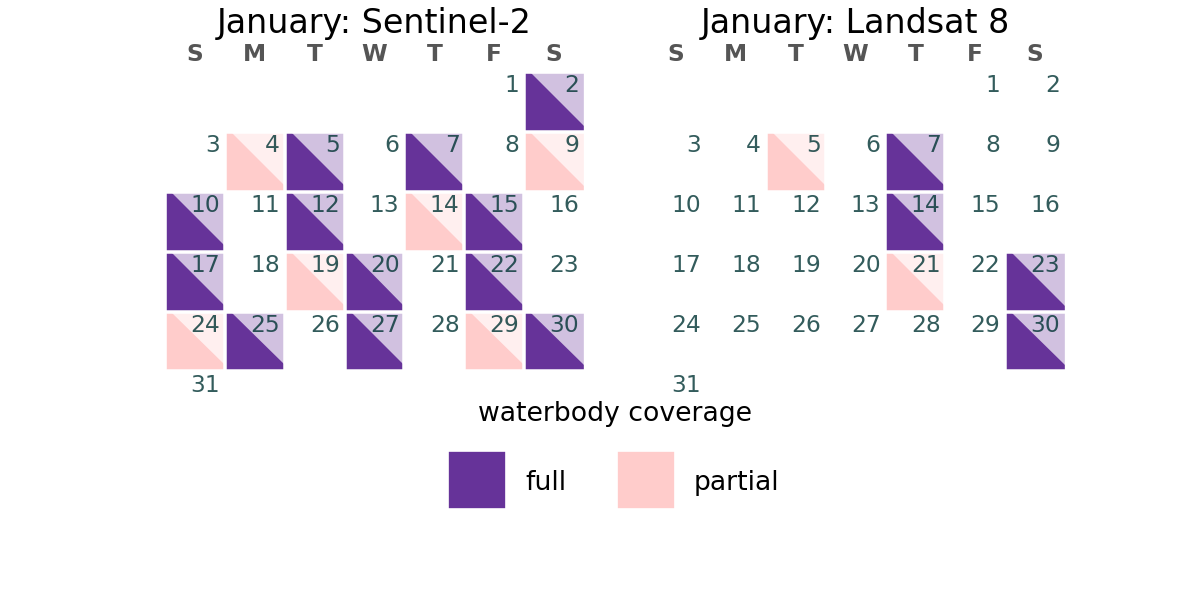 January: Sentinel-2
S M T W T F S
1 2
3 4 5 6 7 8 9
10 11 12 13 14 15 16
17 18 19 20 21 22 23
24 25 26 27 28 29 30
31
January: Landsat 8
S M T W T F S
1 2
3 4 5 6 7 8 9
10 11 12 13 14 15 16
17 18 19 20 21 22 23
24 25 26 27 28 29 30
31
waterbody coverage
full partial